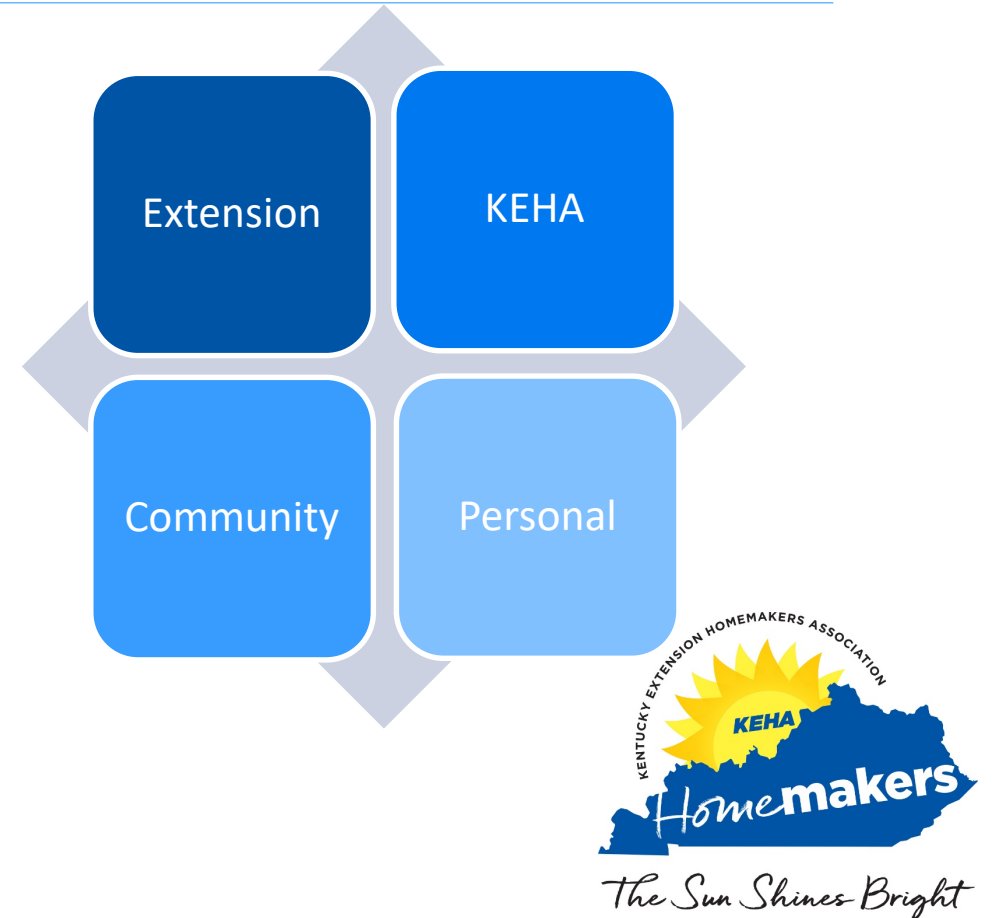 Extension
KEHA
Community
Personal
KENTUCKY EXTENSION HOMEMAKERS ASSOCIATION
KEHA
Homemakers
The Sun Shines Bright